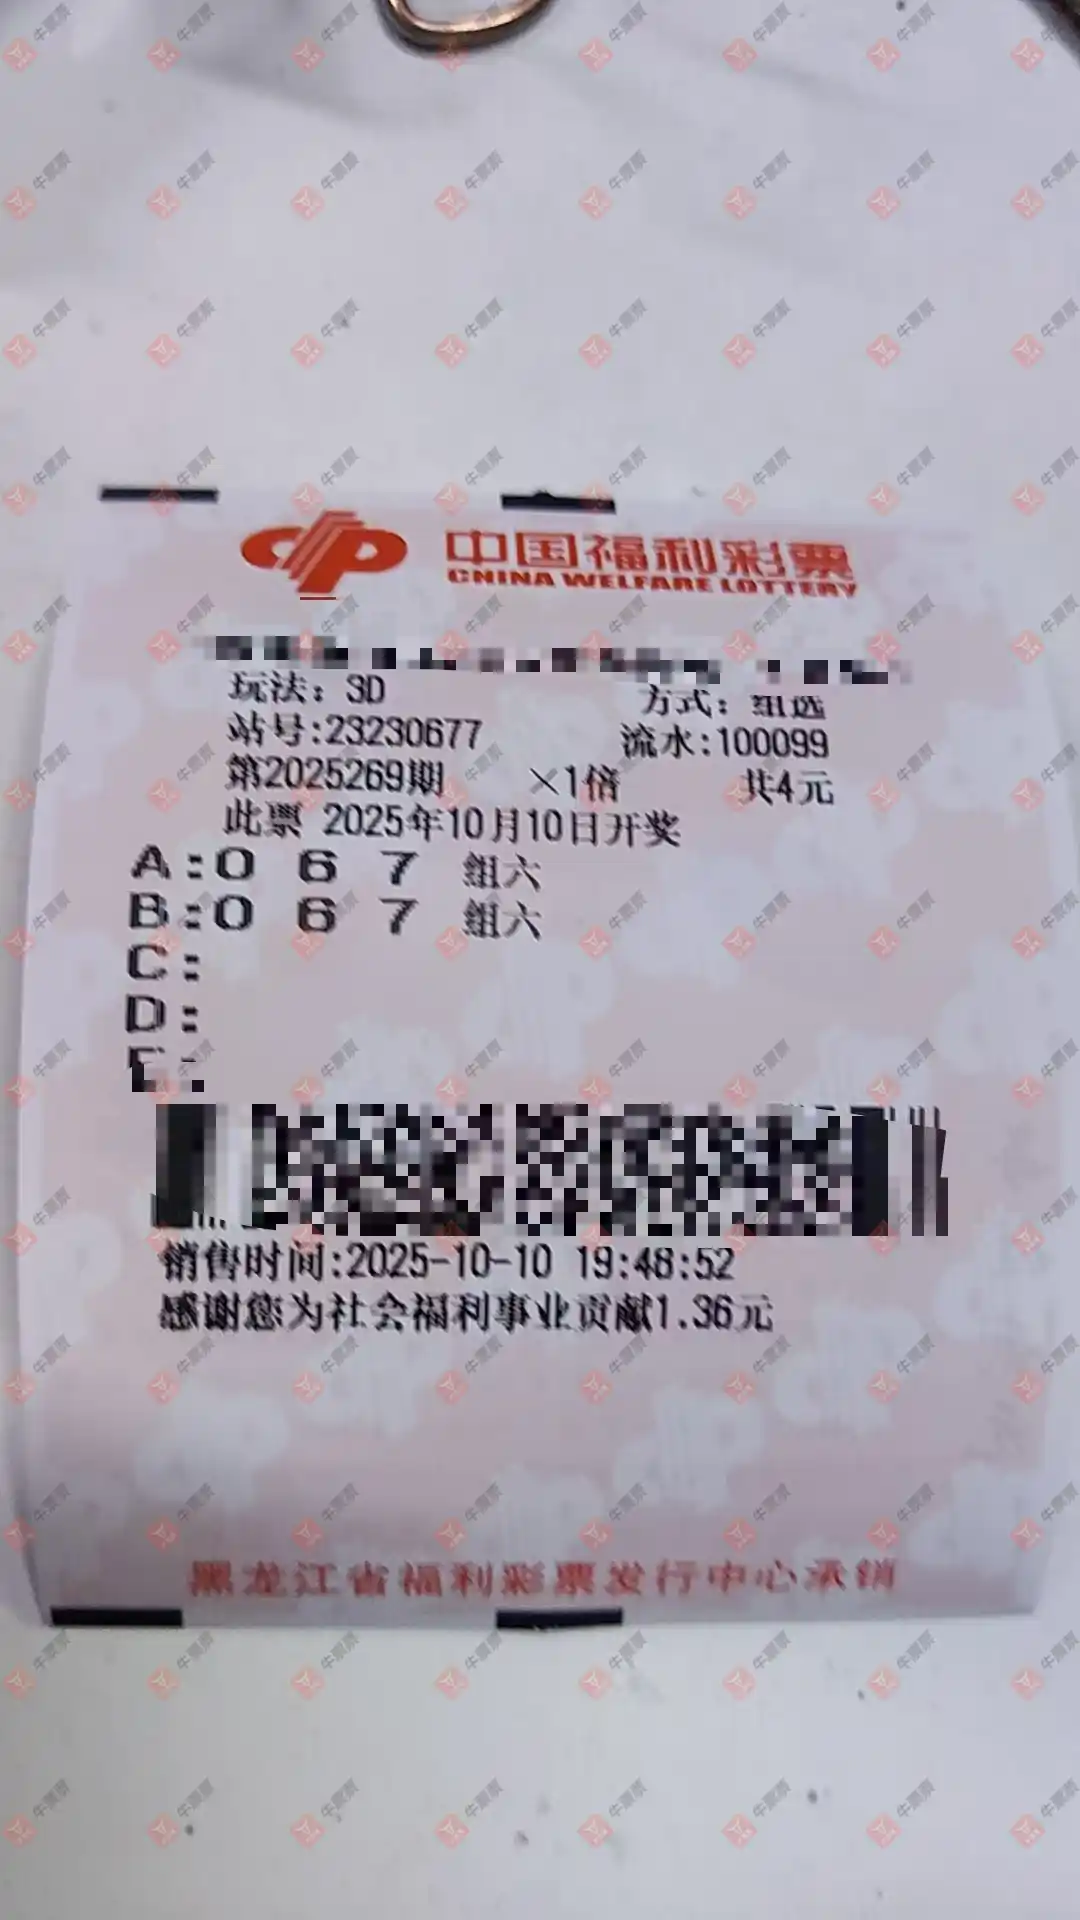 中国福利彩票
CHINA WELFARE LOTTERY
玩法：3D 方式：组选
站号:23230677 流水:100099
第2025269期 ×1倍 共4元
此票 2025年10月10日开奖
A:0 6 7 组六
B:0 6 7 组六
C:
D:
E:
销售时间:2025-10-10 19:48:52
感谢您为社会福利事业贡献1.36元
黑龙江省福利彩票发行中心承销
牛票票